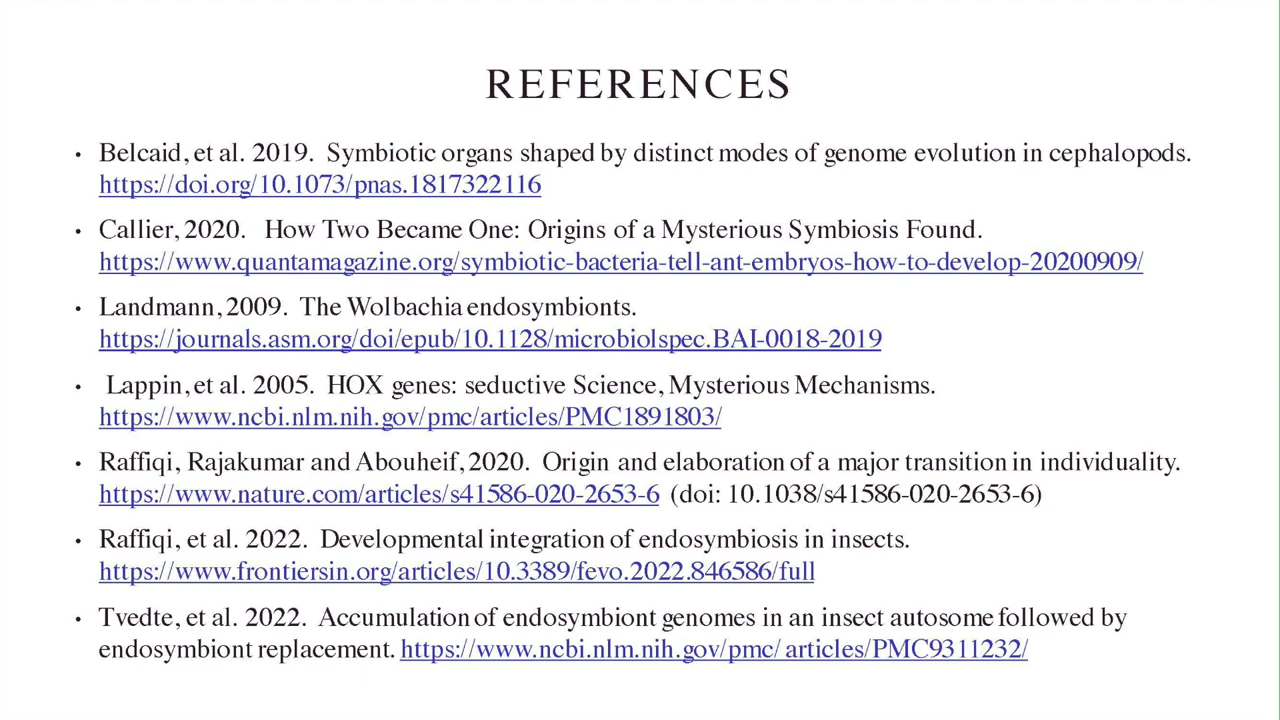 REFERENCES
• Belcaid, et al. 2019. Symbiotic organs shaped by distinct modes of genome evolution in cephalopods.
https://doi.org/10.1073/pnas.1817322116
• Callier, 2020. How Two Became One: Origins of a Mysterious Symbiosis Found.
https://www.quantamagazine.org/symbiotic-bacteria-tell-ant-embryos-how-to-develop-20200909/
• Landmann, 2009. The Wolbachia endosymbionts.
https://journals.asm.org/doi/epub/10.1128/microbiolspec.BAI-0018-2019
• Lappin, et al. 2005. HOX genes: seductive Science, Mysterious Mechanisms.
https://www.ncbi.nlm.nih.gov/pmc/articles/PMC1891803/
• Raffiqi, Rajakumar and Abouheif, 2020. Origin and elaboration of a major transition in individuality.
https://www.nature.com/articles/s41586-020-2653-6 (doi: 10.1038/s41586-020-2653-6)
• Raffiqi, et al. 2022. Developmental integration of endosymbiosis in insects.
https://www.frontiersin.org/articles/10.3389/fevo.2022.846586/full
• Tvedte, et al. 2022. Accumulation of endosymbiont genomes in an insect autosome followed by
endosymbiont replacement. https://www.ncbi.nlm.nih.gov/pmc/ articles/PMC9311232/